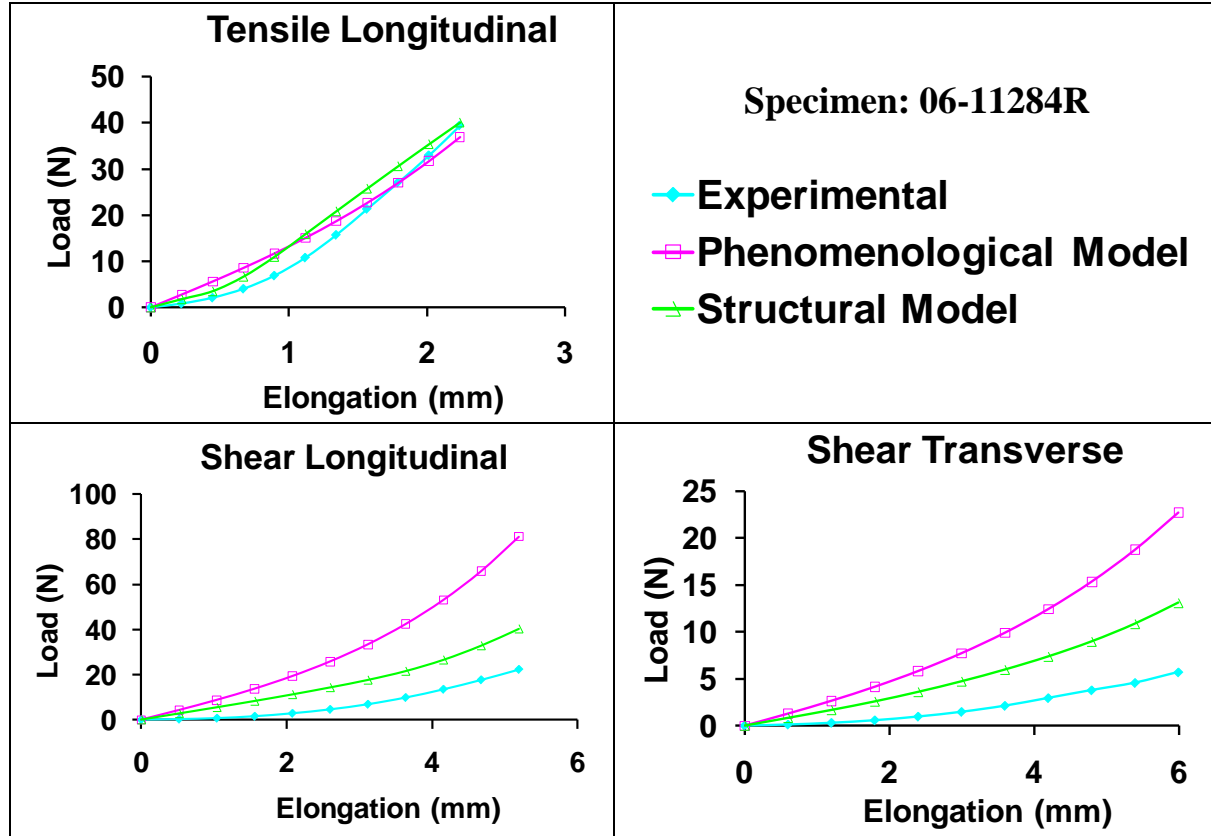 Tensile Longitudinal
50
40
30
20
10
0
Load (N)
0 1 2 3
Elongation (mm)
Specimen: 06-11284R
Experimental
Phenomenological Model
Structural Model
Shear Longitudinal
100
80
60
40
20
0
Load (N)
0 2 4 6
Elongation (mm)
Shear Transverse
25
20
15
10
5
0
Load (N)
0 2 4 6
Elongation (mm)